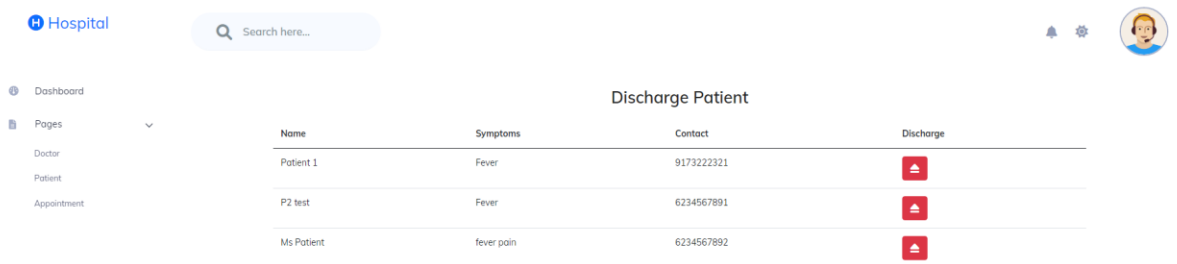 H Hospital
Search here...
Dashboard
Pages
Doctor
Patient
Appointment
Discharge Patient
Name Symptoms Contact Discharge
Patient 1 Fever 9173222321
P2 test Fever 6234567891
Ms Patient fever pain 6234567892